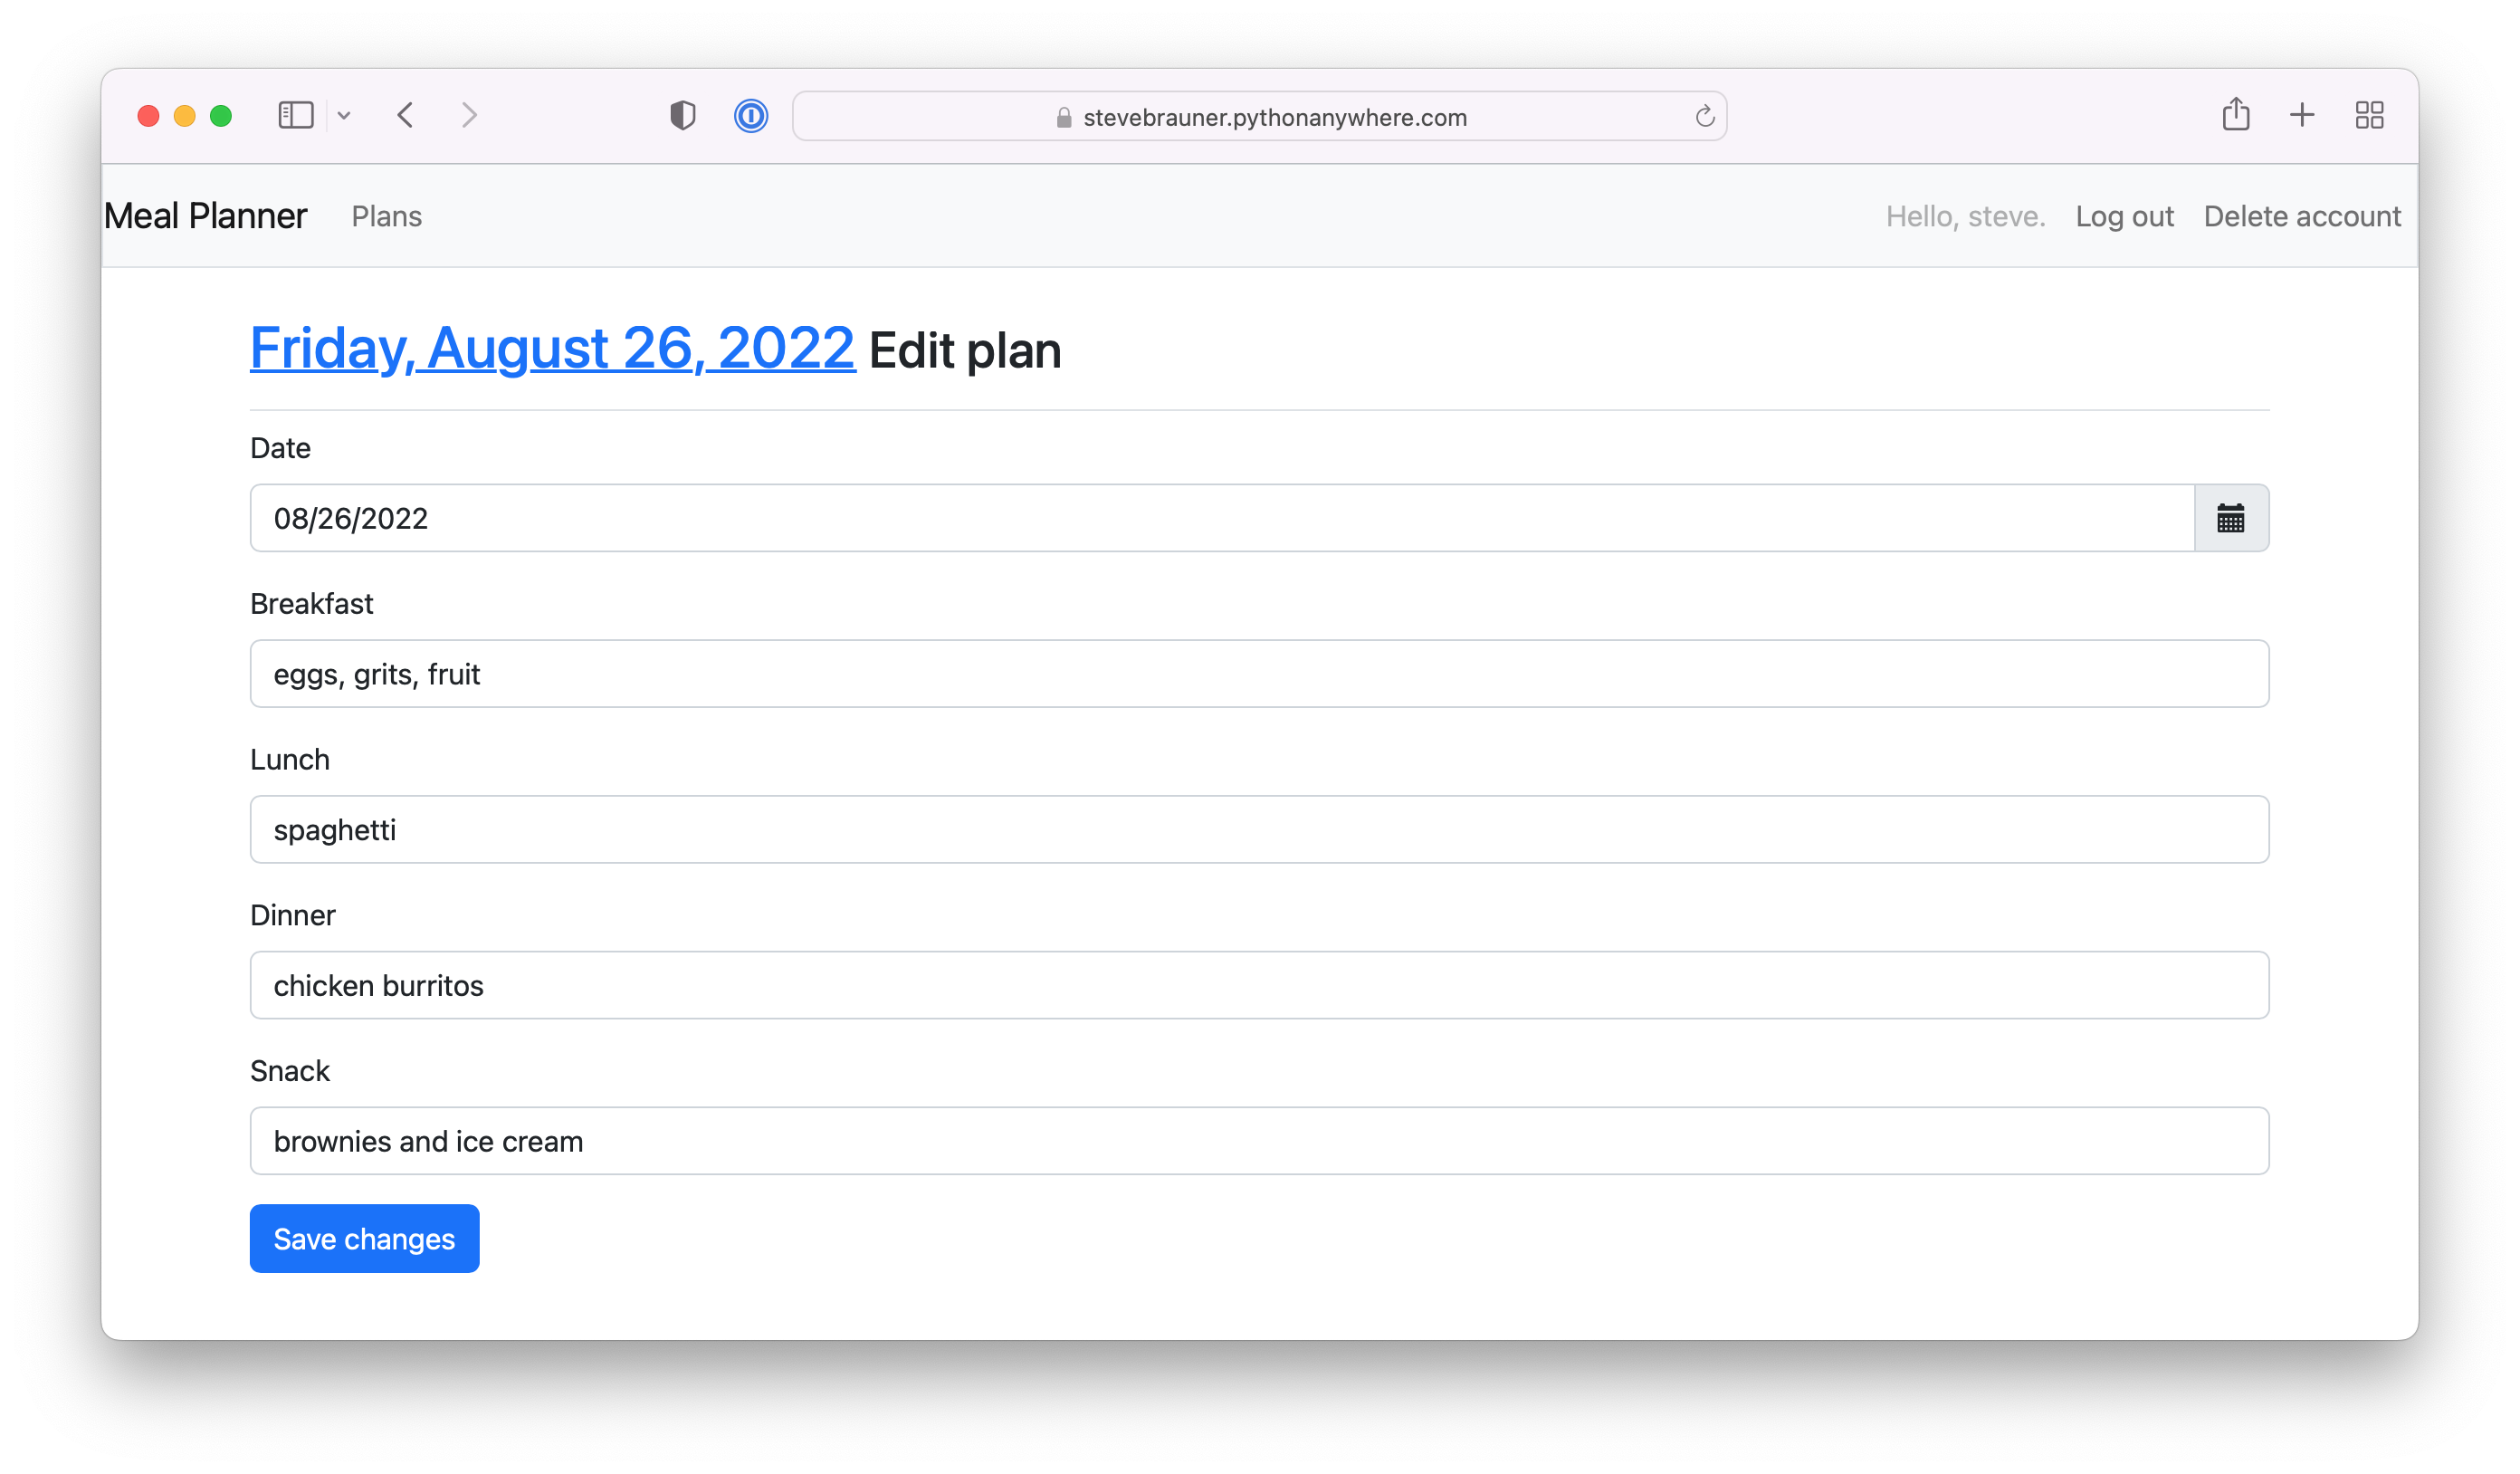 stevebrauner.pythonanywhere.com
Meal Planner Plans Hello, steve. Log out Delete account
Friday, August 26, 2022 Edit plan
Date
08/26/2022
Breakfast
eggs, grits, fruit
Lunch
spaghetti
Dinner
chicken burritos
Snack
brownies and ice cream
Save changes